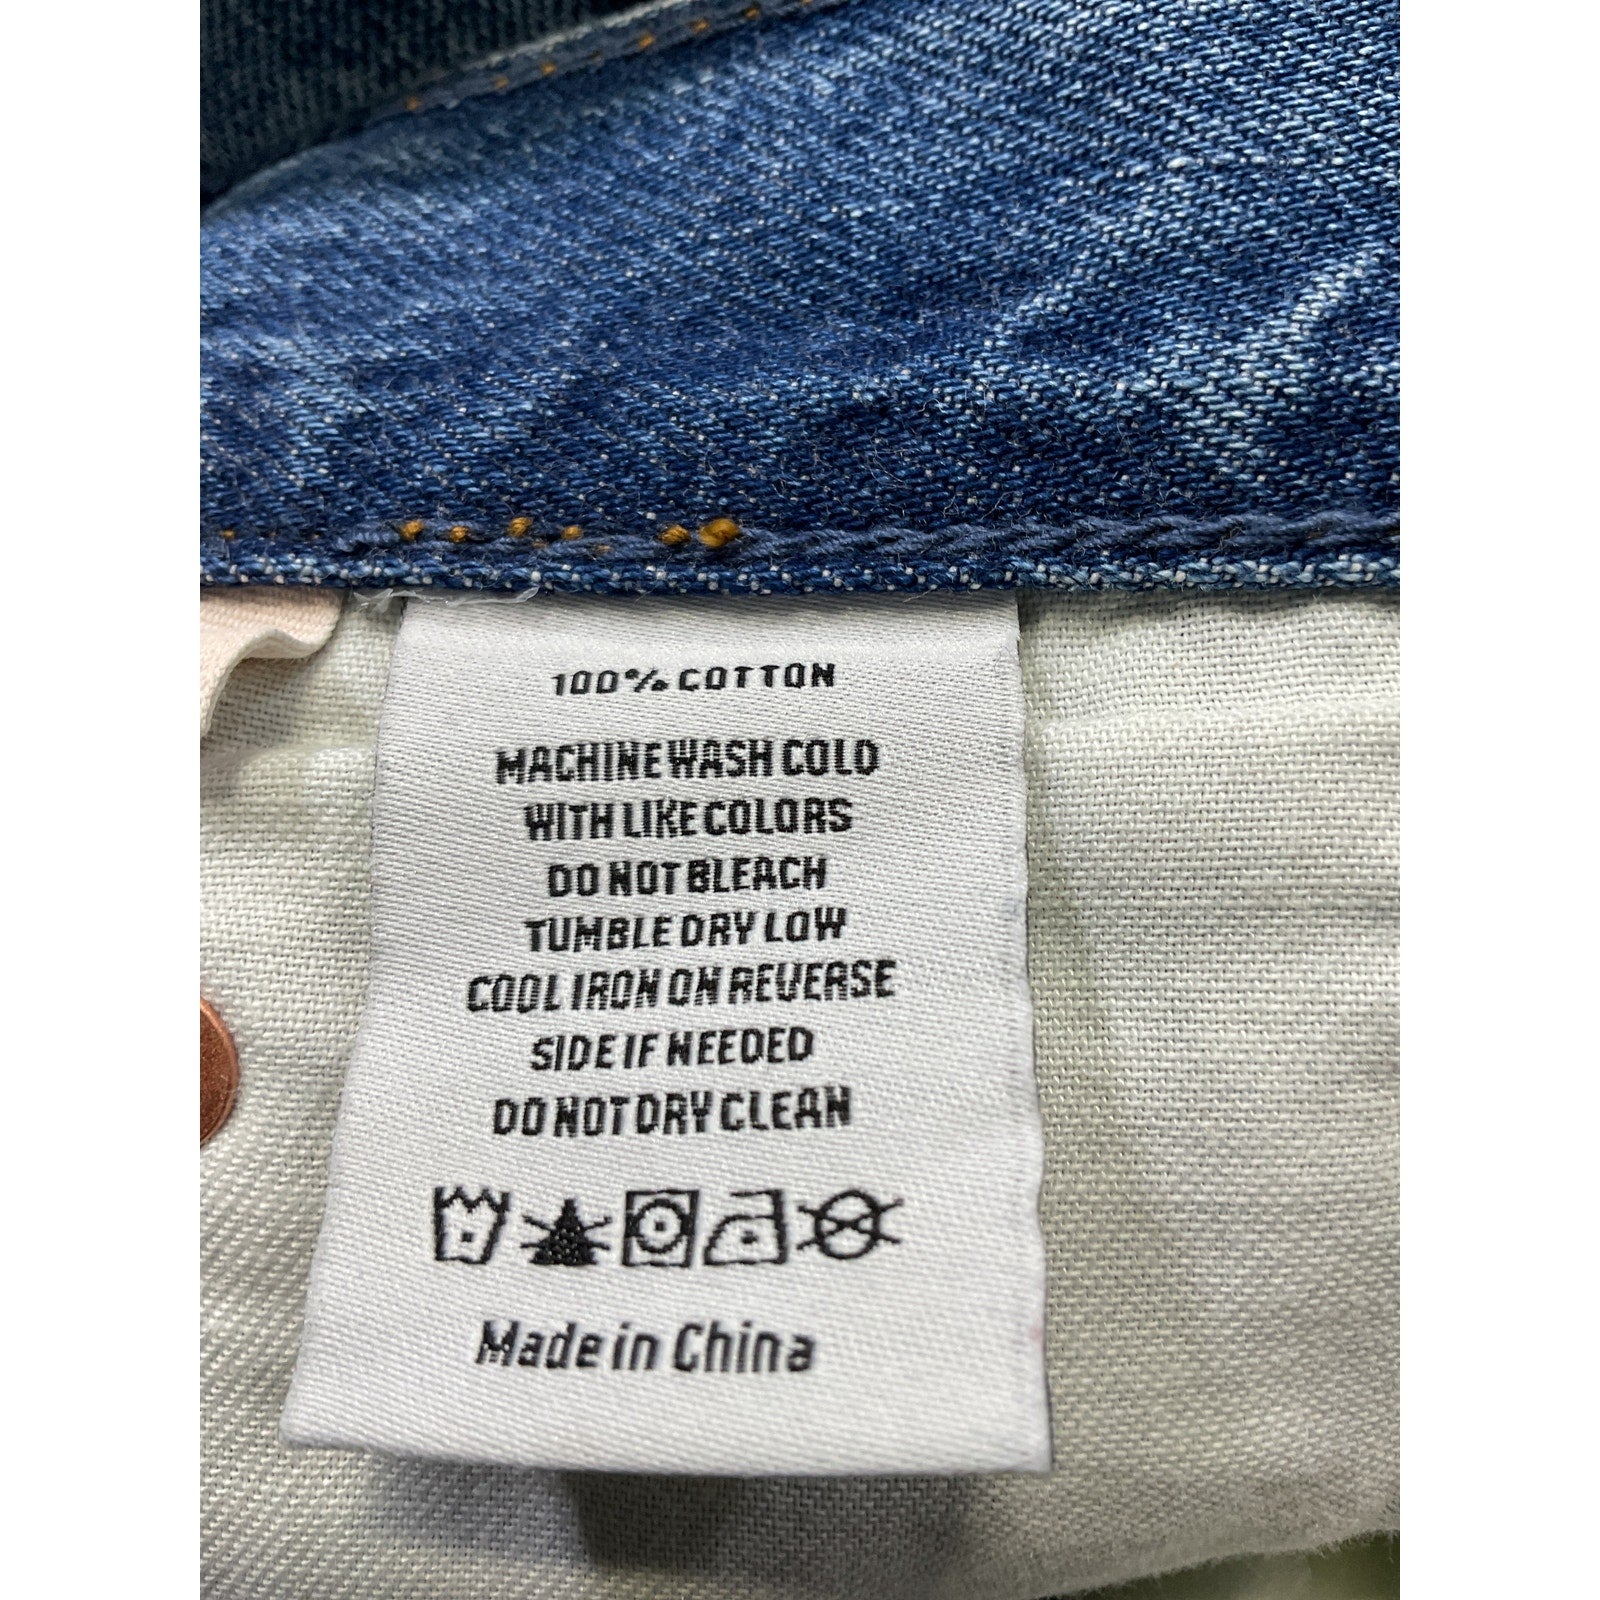 100% COTTON
MACHINE WASH COLD
WITH LIKE COLORS
DO NOT BLEACH
TUMBLE DRY LOW
COOL IRON ON REVERSE
SIDE IF NEEDED
DO NOT DRY CLEAN
Made in China